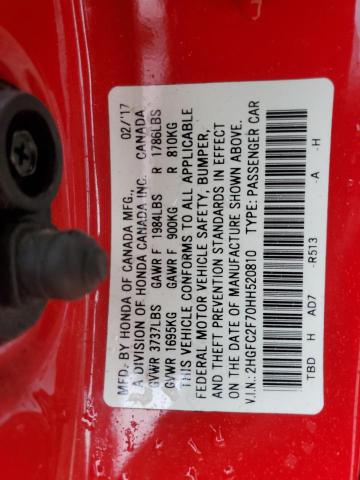 MFD. BY HONDA OF CANADA MFG., 02/'17
A DIVISION OF HONDA CANADA INC. CANADA
GVWR 3737LBS GAWR F 1984LBS R 1786LBS
GVWR 1695KG GAWR F 900KG R 810KG
THIS VEHICLE CONFORMS TO ALL APPLICABLE
FEDERAL MOTOR VEHICLE SAFETY, BUMPER,
AND THEFT PREVENTION STANDARDS IN EFFECT
ON THE DATE OF MANUFACTURE SHOWN ABOVE.
V.I.N.: 2HGFC2F70HH520810 TYPE: PASSENGER CAR
TBD H AD7 -R513 -A -H